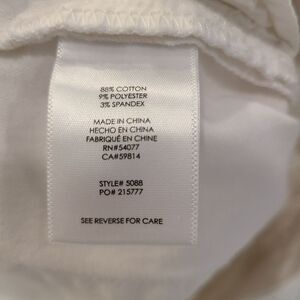 88% COTTON
9% POLYESTER
3% SPANDEX
MADE IN CHINA
HECHO EN CHINA
FABRIQUÉ EN CHINE
RN#54077
CA#59814
STYLE# 5088
PO# 215777
SEE REVERSE FOR CARE